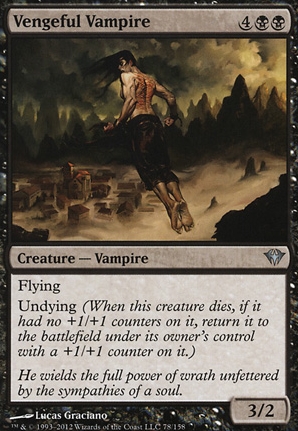 Vengeful Vampire 4
Creature — Vampire
Flying
Undying (When this creature dies, if it
had no +1/+1 counters on it, return it to
the battlefield under its owner's control
with a +1/+1 counter on it.)
He wields the full power of wrath unfettered
by the sympathies of a soul.
Lucas Graciano
3/2
™ & © 1993–2012 Wizards of the Coast LLC 78/158